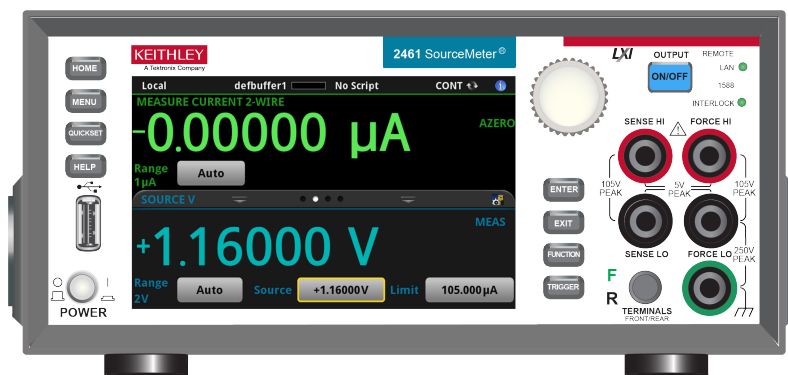 KEITHLEY
A Tektronix Company
2461 SourceMeter®
LXI
OUTPUT
ON/OFF
REMOTE
LAN
1588
INTERLOCK
HOME
MENU
QUICKSET
HELP
POWER
Local defbuffer1 No Script CONT
MEASURE CURRENT 2-WIRE
-0.00000 µA
AZERO
Range
1µA
Auto
SOURCE V
+1.16000 V
MEAS
Range
2V
Auto
Source
+1.16000V
Limit
105.000µA
ENTER
EXIT
FUNCTION
TRIGGER
SENSE HI
FORCE HI
105V
PEAK
5V
PEAK
105V
PEAK
SENSE LO
FORCE LO
250V
PEAK
F
R
TERMINALS
FRONT/REAR